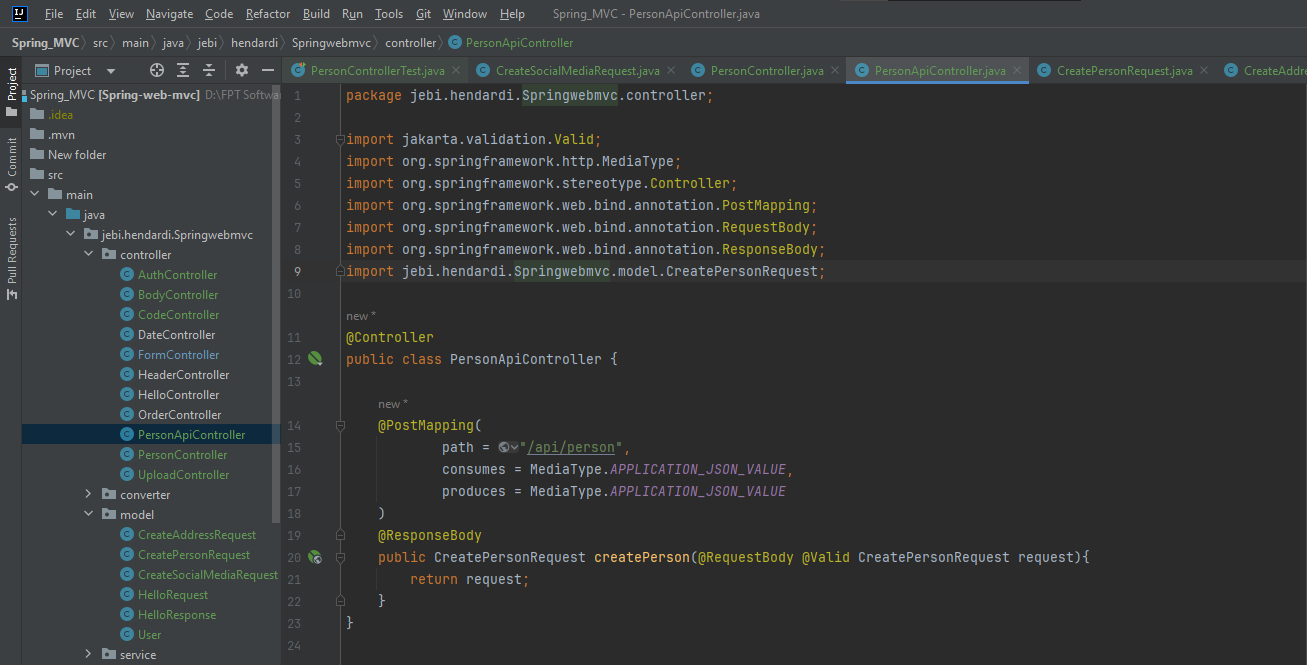 File Edit View Navigate Code Refactor Build Run Tools Git Window Help Spring_MVC - PersonApiController.java
Spring_MVC src main java jebi hendardi Springwebmvc controller PersonApiController
Project
Commit
Pull Requests
Project
Spring_MVC [Spring-web-mvc] D:\FPT Softwa
.idea
.mvn
New folder
src
main
java
jebi.hendardi.Springwebmvc
controller
AuthController
BodyController
CodeController
DateController
FormController
HeaderController
HelloController
OrderController
PersonApiController
PersonController
UploadController
converter
model
CreateAddressRequest
CreatePersonRequest
CreateSocialMediaRequest
HelloRequest
HelloResponse
User
service
PersonControllerTest.java CreateSocialMediaRequest.java PersonController.java PersonApiController.java CreatePersonRequest.java CreateAddre
1 package jebi.hendardi.Springwebmvc.controller;
2
3 import jakarta.validation.Valid;
4 import org.springframework.http.MediaType;
5 import org.springframework.stereotype.Controller;
6 import org.springframework.web.bind.annotation.PostMapping;
7 import org.springframework.web.bind.annotation.RequestBody;
8 import org.springframework.web.bind.annotation.ResponseBody;
9 import jebi.hendardi.Springwebmvc.model.CreatePersonRequest;
10
new *
11 @Controller
12 public class PersonApiController {
13
new *
14 @PostMapping(
15 path = "/api/person",
16 consumes = MediaType.APPLICATION_JSON_VALUE,
17 produces = MediaType.APPLICATION_JSON_VALUE
18 )
19 @ResponseBody
20 public CreatePersonRequest createPerson(@RequestBody @Valid CreatePersonRequest request){
21 return request;
22 }
23 }
24